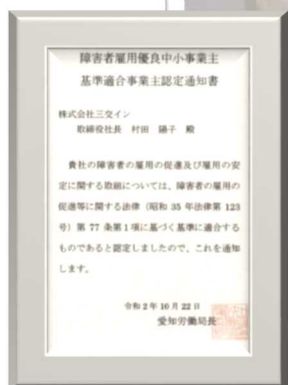 障害者雇用優良中小事業主
基準適合事業主認定通知書
株式会社三交イン
取締役社長 村田 陽子 殿
貴社の障害者の雇用の促進及び雇用の安
定に関する取組については、障害者の雇用の
促進等に関する法律（昭和 35 年法律第 123
号）第 77 条第 1 項に基づく基準に適合する
ものであると認定しましたので、これを通知
します。
令和 2 年 10 月 22 日
愛知労働局長